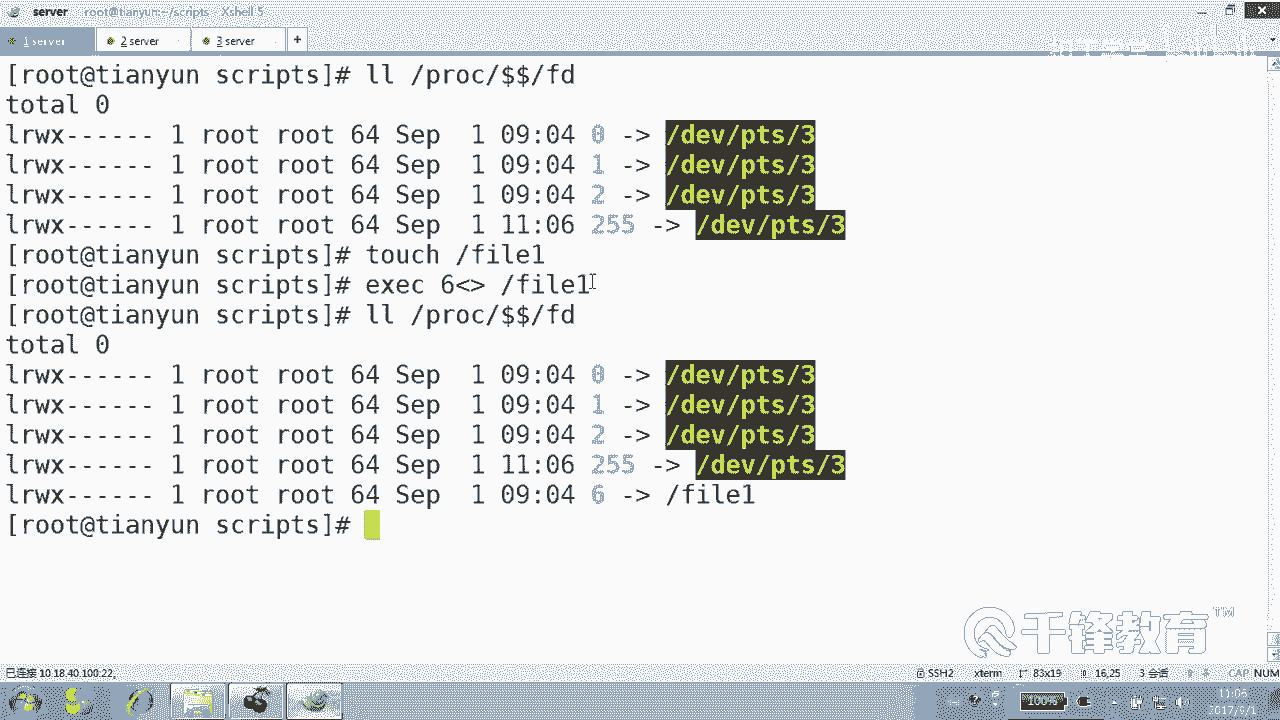 server root@tianyun:~/scripts - Xshell 5
1 server 2 server 3 server +
[root@tianyun scripts]# ll /proc/$$/fd
total 0
lrwx------ 1 root root 64 Sep  1 09:04 0 -> /dev/pts/3
lrwx------ 1 root root 64 Sep  1 09:04 1 -> /dev/pts/3
lrwx------ 1 root root 64 Sep  1 09:04 2 -> /dev/pts/3
lrwx------ 1 root root 64 Sep  1 11:06 255 -> /dev/pts/3
[root@tianyun scripts]# touch /file1
[root@tianyun scripts]# exec 6<> /file1
[root@tianyun scripts]# ll /proc/$$/fd
total 0
lrwx------ 1 root root 64 Sep  1 09:04 0 -> /dev/pts/3
lrwx------ 1 root root 64 Sep  1 09:04 1 -> /dev/pts/3
lrwx------ 1 root root 64 Sep  1 09:04 2 -> /dev/pts/3
lrwx------ 1 root root 64 Sep  1 11:06 255 -> /dev/pts/3
lrwx------ 1 root root 64 Sep  1 09:04 6 -> /file1
[root@tianyun scripts]#
千锋教育™
已连接 10.18.40.100:22。 SSH2 xterm 83x19 16,25 3 会话 CAP NUM
100% 11:06
2017/9/1